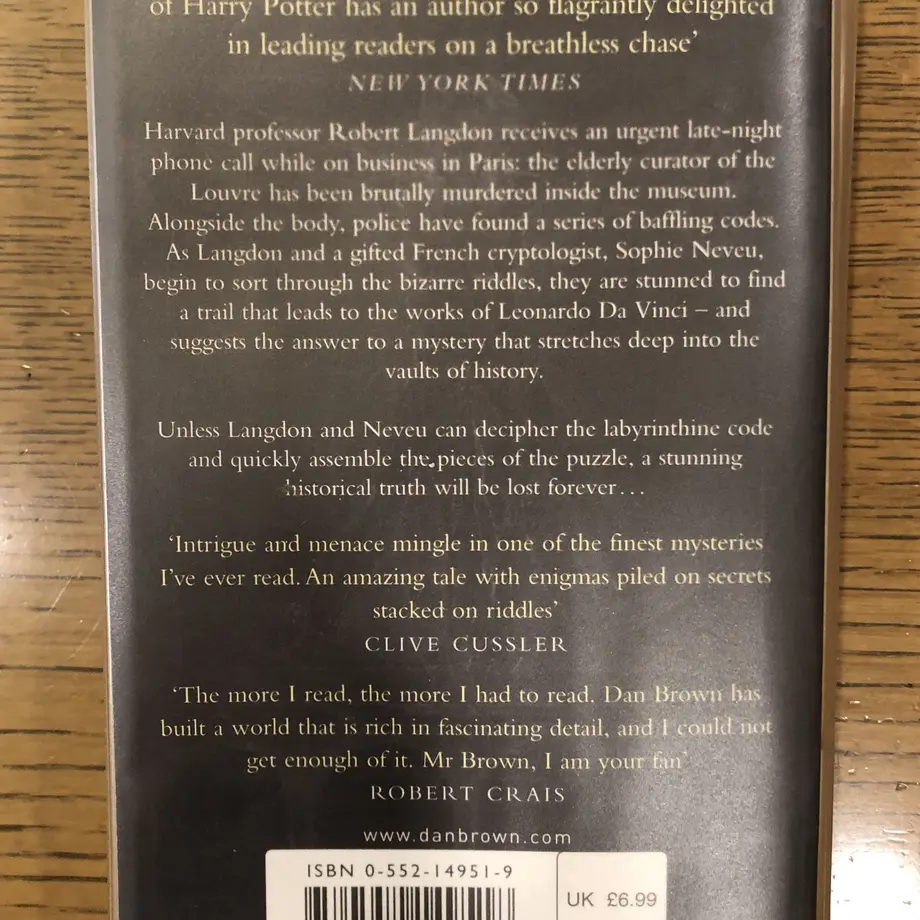 of Harry Potter has an author so flagrantly delighted
in leading readers on a breathless chase’
NEW YORK TIMES
Harvard professor Robert Langdon receives an urgent late-night
phone call while on business in Paris: the elderly curator of the
Louvre has been brutally murdered inside the museum.
Alongside the body, police have found a series of baffling codes.
As Langdon and a gifted French cryptologist, Sophie Neveu,
begin to sort through the bizarre riddles, they are stunned to find
a trail that leads to the works of Leonardo Da Vinci – and
suggests the answer to a mystery that stretches deep into the
vaults of history.
Unless Langdon and Neveu can decipher the labyrinthine code
and quickly assemble the pieces of the puzzle, a stunning
historical truth will be lost forever...
‘Intrigue and menace mingle in one of the finest mysteries
I’ve ever read. An amazing tale with enigmas piled on secrets
stacked on riddles’
CLIVE CUSSLER
‘The more I read, the more I had to read. Dan Brown has
built a world that is rich in fascinating detail, and I could not
get enough of it. Mr Brown, I am your fan’
ROBERT CRAIS
www.danbrown.com
ISBN 0-552-14951-9
UK £6.99